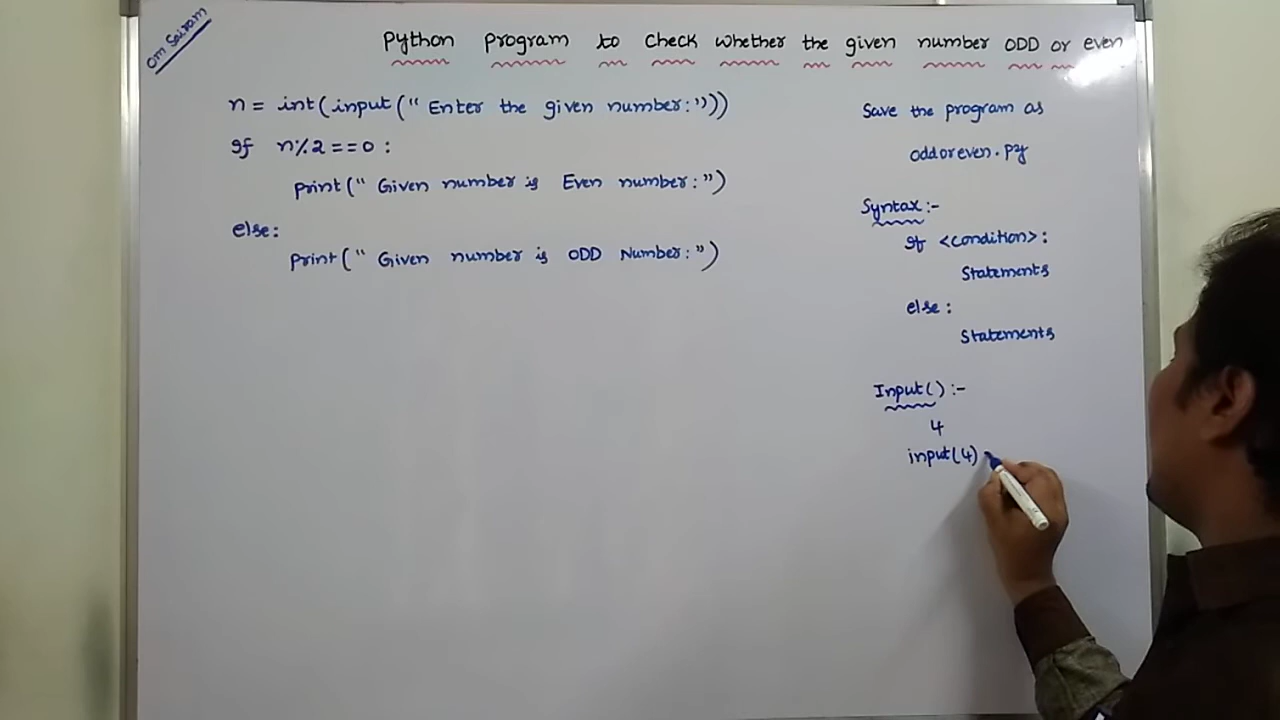 Om Sairam
Python program to check whether the given number ODD or even
n = int(input("Enter the given number:"))
If n%2==0:
print("Given number is Even number:")
else:
print("Given number is ODD Number:")
Save the program as
oddoreven.py
Syntax:-
If <condition>:
Statements
else:
Statements
Input():-
4
input(4)